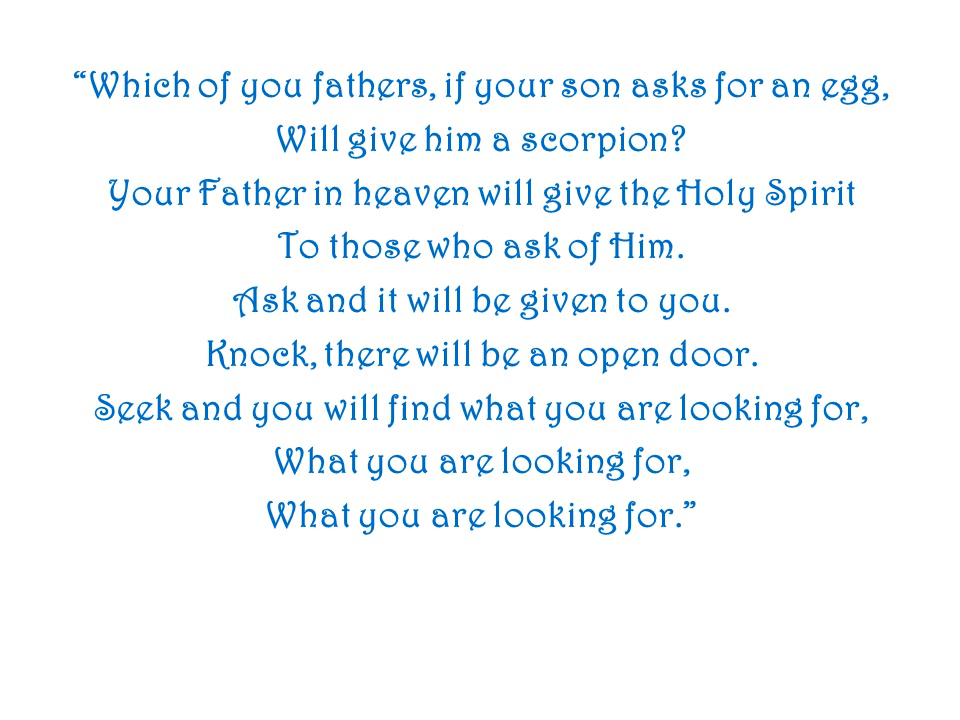 “Which of you fathers, if your son asks for an egg,
Will give him a scorpion?
Your Father in heaven will give the Holy Spirit
To those who ask of Him.
Ask and it will be given to you.
Knock, there will be an open door.
Seek and you will find what you are looking for,
What you are looking for,
What you are looking for.”